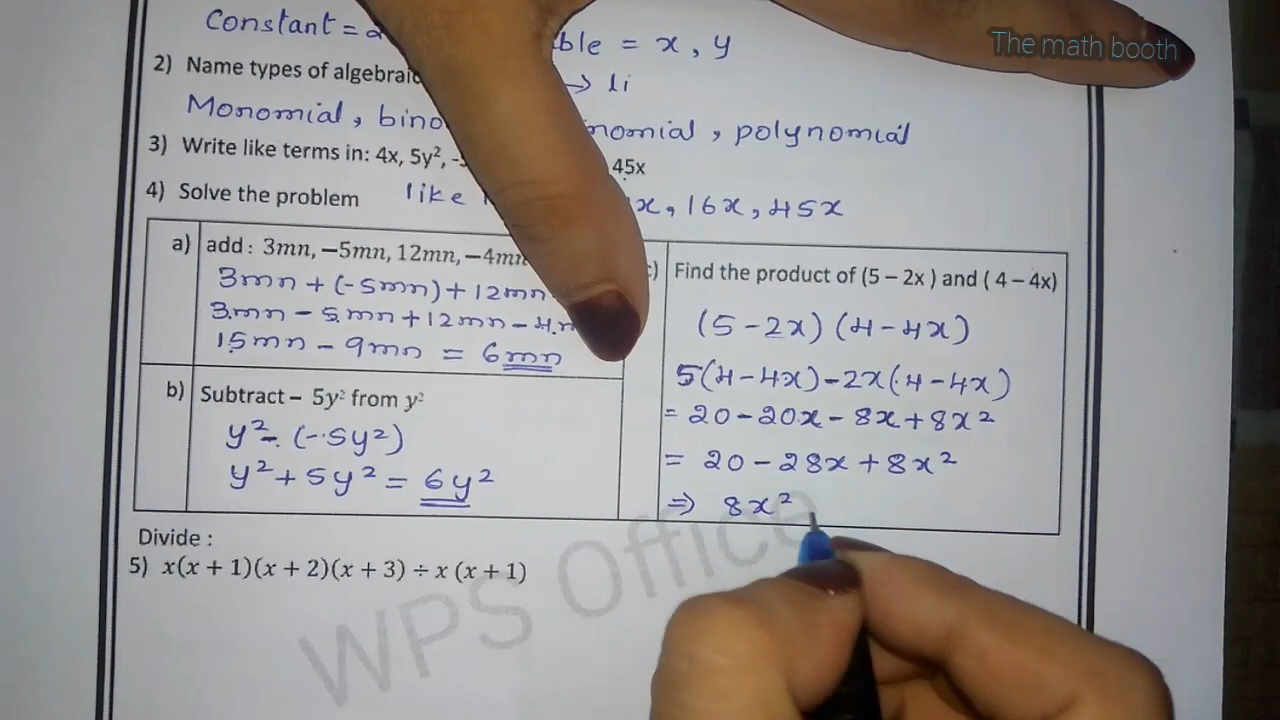 Constant =
ble = x, y
The math booth
2) Name types of algebraic
→ li
Monomial, bino
nomial, polynomial
3) Write like terms in: 4x, 5y²,
45x
4) Solve the problem
like
x, 16x, 45x
a) add : 3mn, −5mn, 12mn, −4mn
3mn + (-5mn) + 12mn
3mn - 5mn + 12mn - 4
15mn - 9mn = 6mn
b) Subtract – 5y² from y²
y² - (-5y²)
y² + 5y² = 6y²
c) Find the product of (5 – 2x ) and ( 4 – 4x)
(5 - 2x) (4 - 4x)
5(4-4x) - 2x(4-4x)
= 20 - 20x - 8x + 8x²
= 20 - 28x + 8x²
⇒ 8x²
Divide :
5) x(x + 1)(x + 2)(x + 3) ÷ x (x + 1)
WPS Office